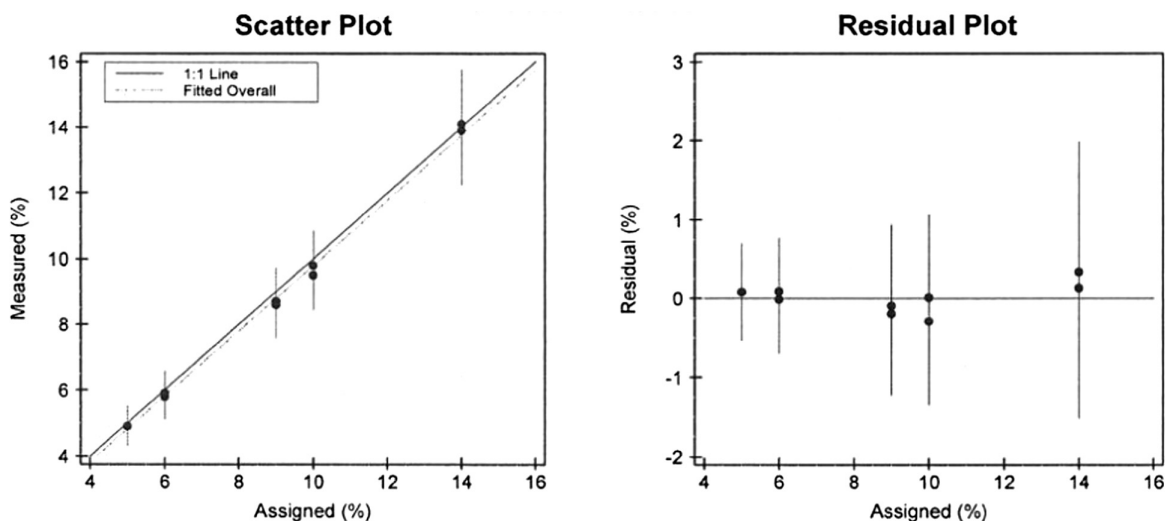 Scatter Plot
16
14
12
10
8
6
4
Measured (%)
1:1 Line
Fitted Overall
4 6 8 10 12 14 16
Assigned (%)
Residual Plot
3
2
1
0
-1
-2
Residual (%)
4 6 8 10 12 14 16
Assigned (%)